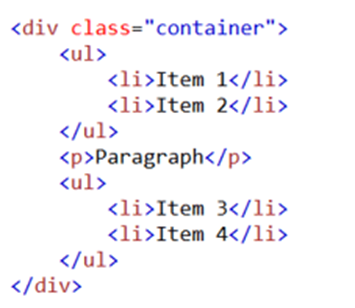 <div class="container">
    <ul>
        <li>Item 1</li>
        <li>Item 2</li>
    </ul>
    <p>Paragraph</p>
    <ul>
        <li>Item 3</li>
        <li>Item 4</li>
    </ul>
</div>